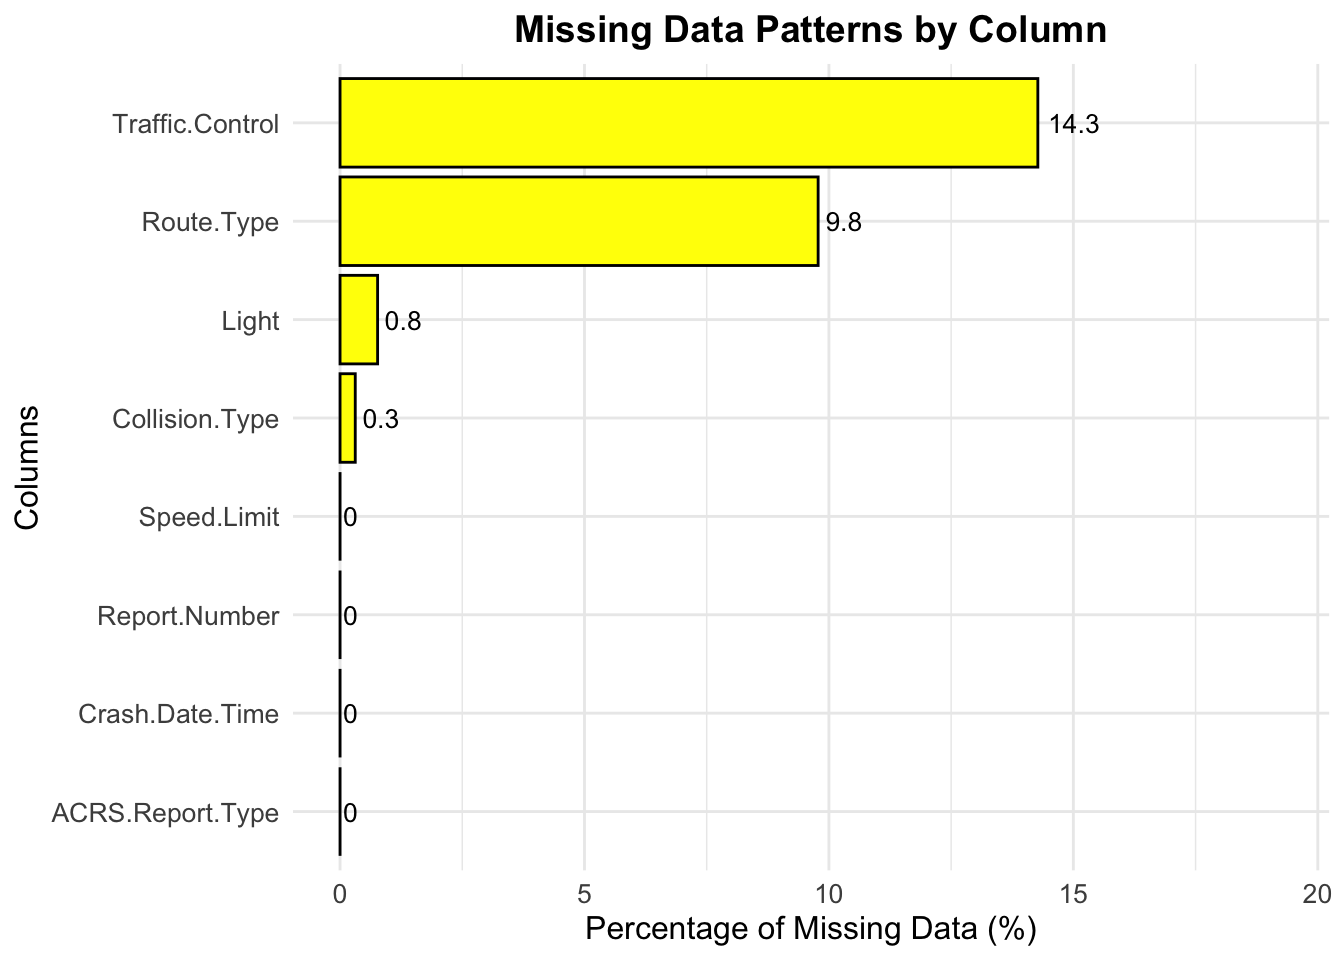 Missing Data Patterns by Column
Traffic.Control
14.3
Route.Type
9.8
Light
0.8
Collision.Type
0.3
Speed.Limit
0
Report.Number
0
Crash.Date.Time
0
ACRS.Report.Type
0
Columns
0 5 10 15 20
Percentage of Missing Data (%)